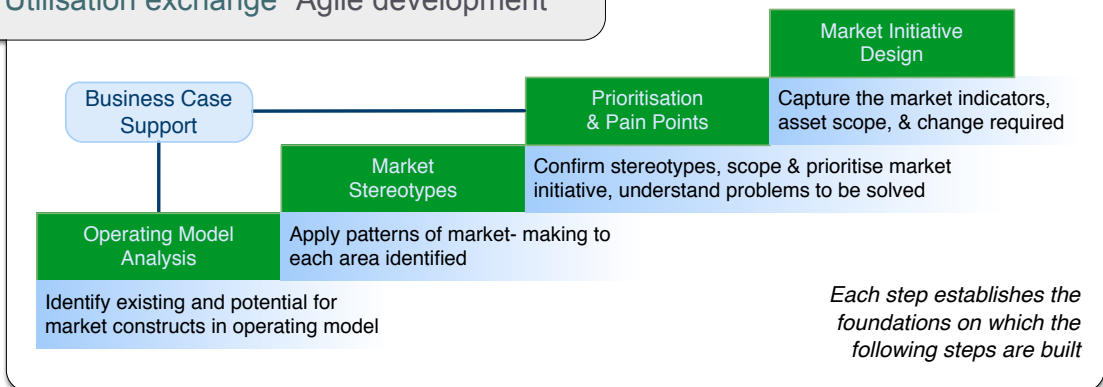 Utilisation exchange Agile development
Market Initiative
Design
Business Case
Support
Prioritisation
& Pain Points
Capture the market indicators,
asset scope, & change required
Market
Stereotypes
Confirm stereotypes, scope & prioritise market
initiative, understand problems to be solved
Operating Model
Analysis
Apply patterns of market- making to
each area identified
Identify existing and potential for
market constructs in operating model
Each step establishes the
foundations on which the
following steps are built